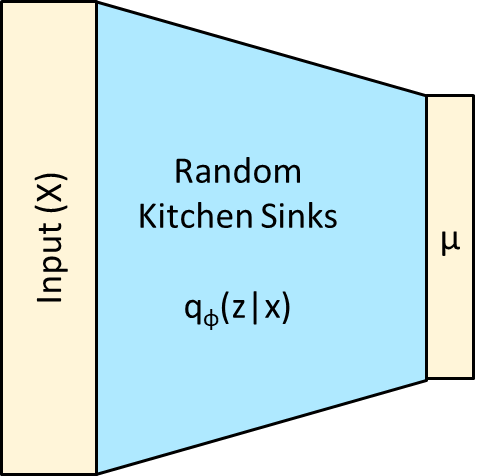 Input (X)
Random
Kitchen Sinks
qϕ(z|x)
μ